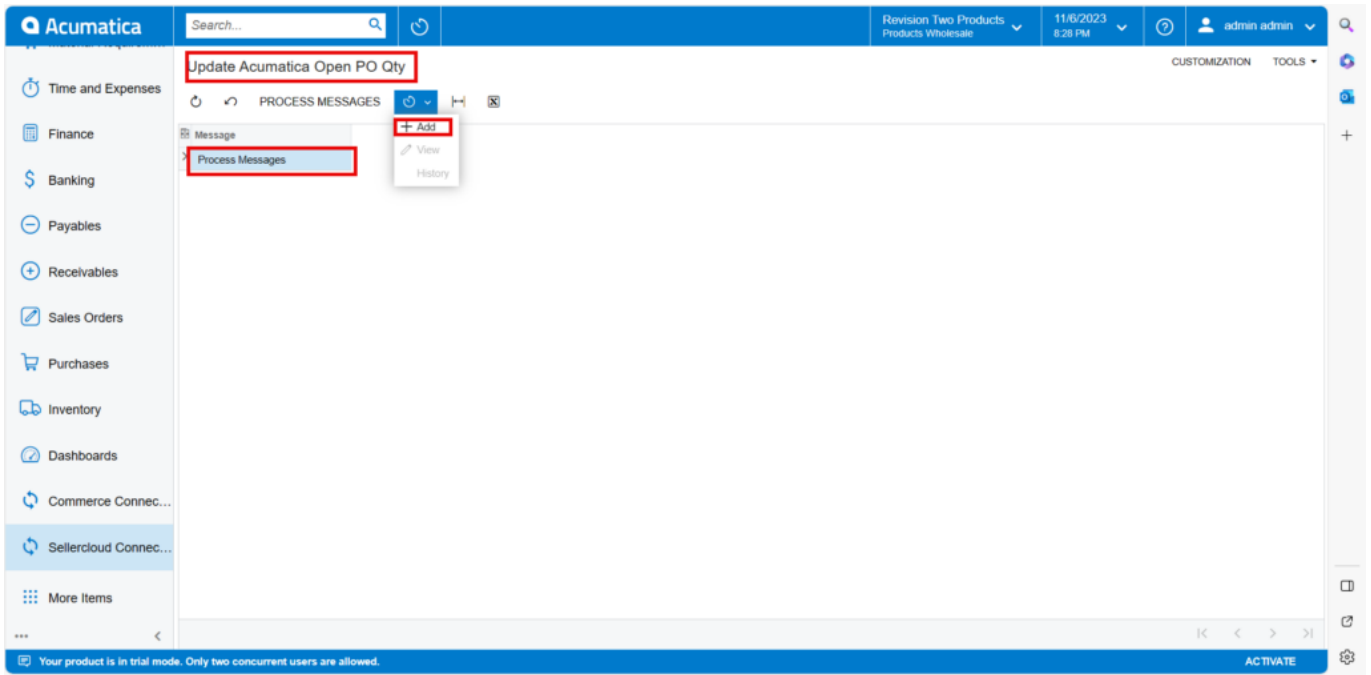 Acumatica
Search...
Revision Two Products
Products Wholesale
11/6/2023
8:28 PM
admin admin
Update Acumatica Open PO Qty
CUSTOMIZATION
TOOLS
PROCESS MESSAGES
Add
View
History
Message
Process Messages
Time and Expenses
Finance
Banking
Payables
Receivables
Sales Orders
Purchases
Inventory
Dashboards
Commerce Connec...
Sellercloud Connec...
More Items
Your product is in trial mode. Only two concurrent users are allowed.
ACTIVATE